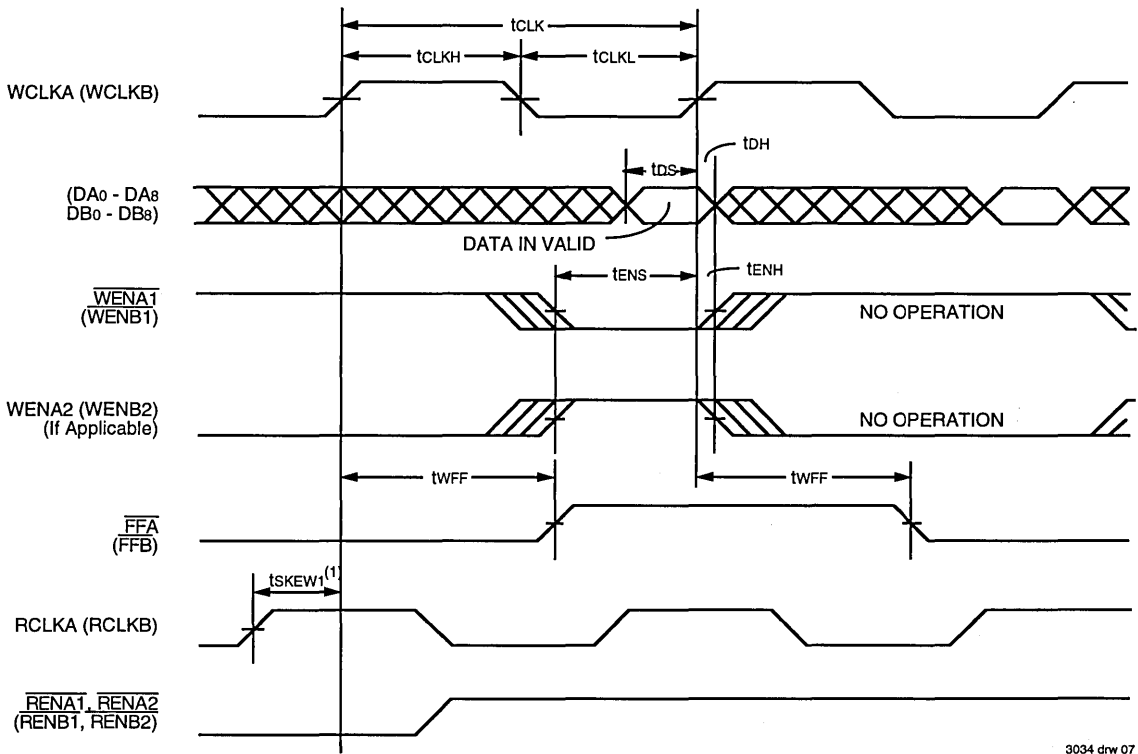 tCLK
tCLKH
tCLKL
WCLKA (WCLKB)
tDH
tDS
(DA0 - DA8
DB0 - DB8)
DATA IN VALID
tENS
tENH
WENA1
(WENB1)
NO OPERATION
WENA2 (WENB2)
(If Applicable)
NO OPERATION
tWFF
tWFF
FFA
(FFB)
tSKEW1(1)
RCLKA (RCLKB)
RENA1, RENA2
(RENB1, RENB2)
3034 drw 07